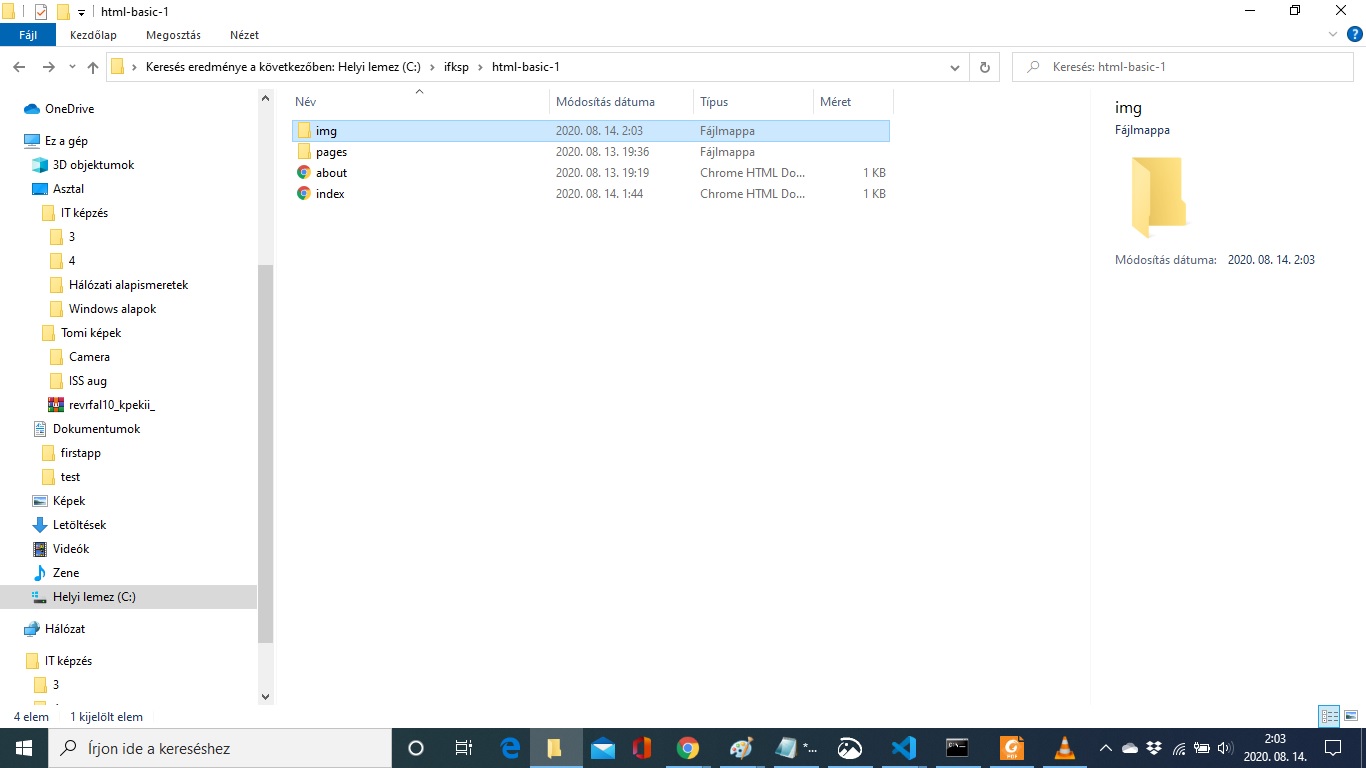 html-basic-1
Fájl Kezdőlap Megosztás Nézet
Keresés eredménye a következőben: Helyi lemez (C:) ifksp html-basic-1
Keresés: html-basic-1
OneDrive
Ez a gép
3D objektumok
Asztal
IT képzés
3
4
Hálózati alapismeretek
Windows alapok
Tomi képek
Camera
ISS aug
revrfal10_kpekii_
Dokumentumok
firstapp
test
Képek
Letöltések
Videók
Zene
Helyi lemez (C:)
Hálózat
IT képzés
3
Név Módosítás dátuma Típus Méret
img 2020. 08. 14. 2:03 Fájlmappa
pages 2020. 08. 13. 19:36 Fájlmappa
about 2020. 08. 13. 19:19 Chrome HTML Do... 1 KB
index 2020. 08. 14. 1:44 Chrome HTML Do... 1 KB
img
Fájlmappa
Módosítás dátuma: 2020. 08. 14. 2:03
4 elem 1 kijelölt elem
Írjon ide a kereséshez
*...
2:03
2020. 08. 14.